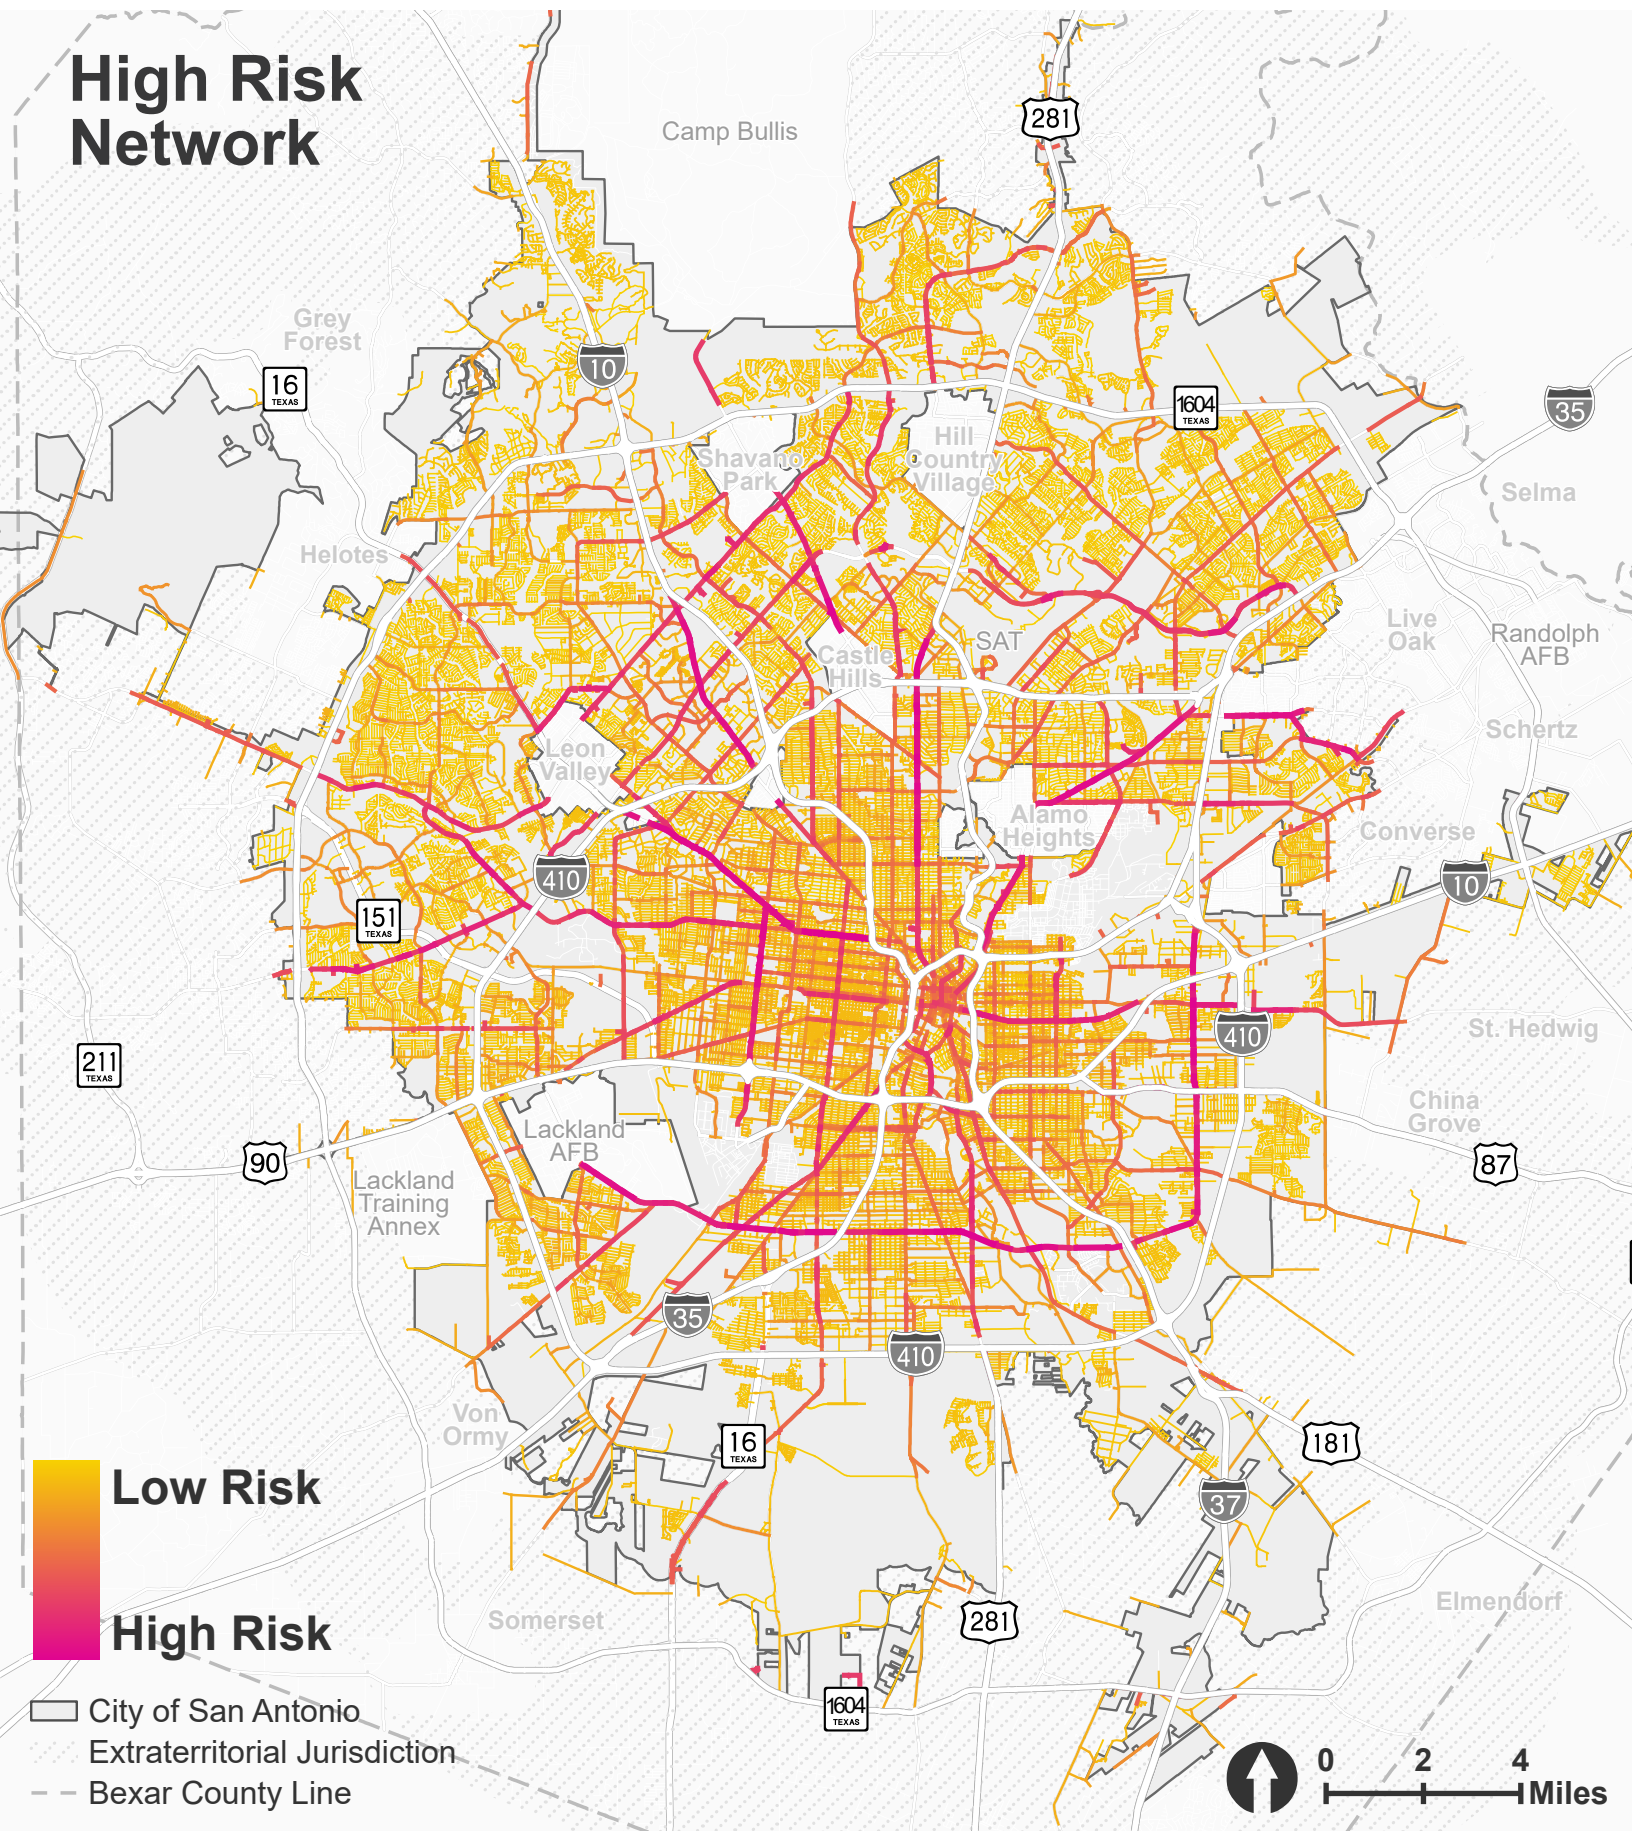 High Risk
Network
Camp Bullis
281
Grey
Forest
16
TEXAS
10
1604
TEXAS
35
Shavano
Park
Hill
Country
Village
Selma
Helotes
Live
Oak
Randolph
AFB
SAT
Castle
Hills
Schertz
Leon
Valley
Alamo
Heights
Converse
410
10
151
TEXAS
St. Hedwig
410
211
TEXAS
China
Grove
Lackland
AFB
90
87
Lackland
Training
Annex
35
410
Von
Ormy
16
TEXAS
181
37
Low Risk
High Risk
Somerset
281
Elmendorf
1604
TEXAS
City of San Antonio
Extraterritorial Jurisdiction
Bexar County Line
0 2 4
Miles